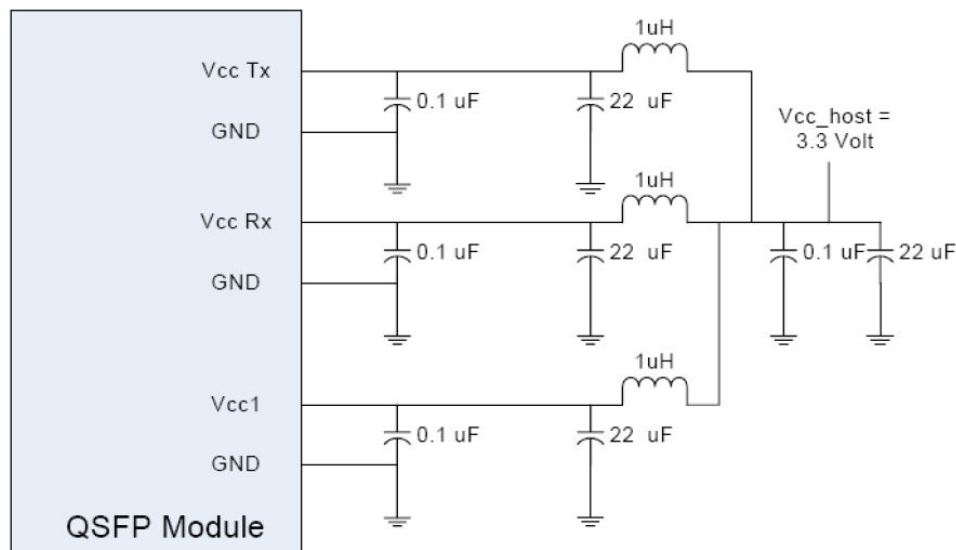 1uH
Vcc Tx
0.1 uF
22 uF
GND
Vcc_host =
3.3 Volt
1uH
Vcc Rx
0.1 uF
22 uF
0.1 uF
22 uF
GND
1uH
Vcc1
0.1 uF
22 uF
GND
QSFP Module